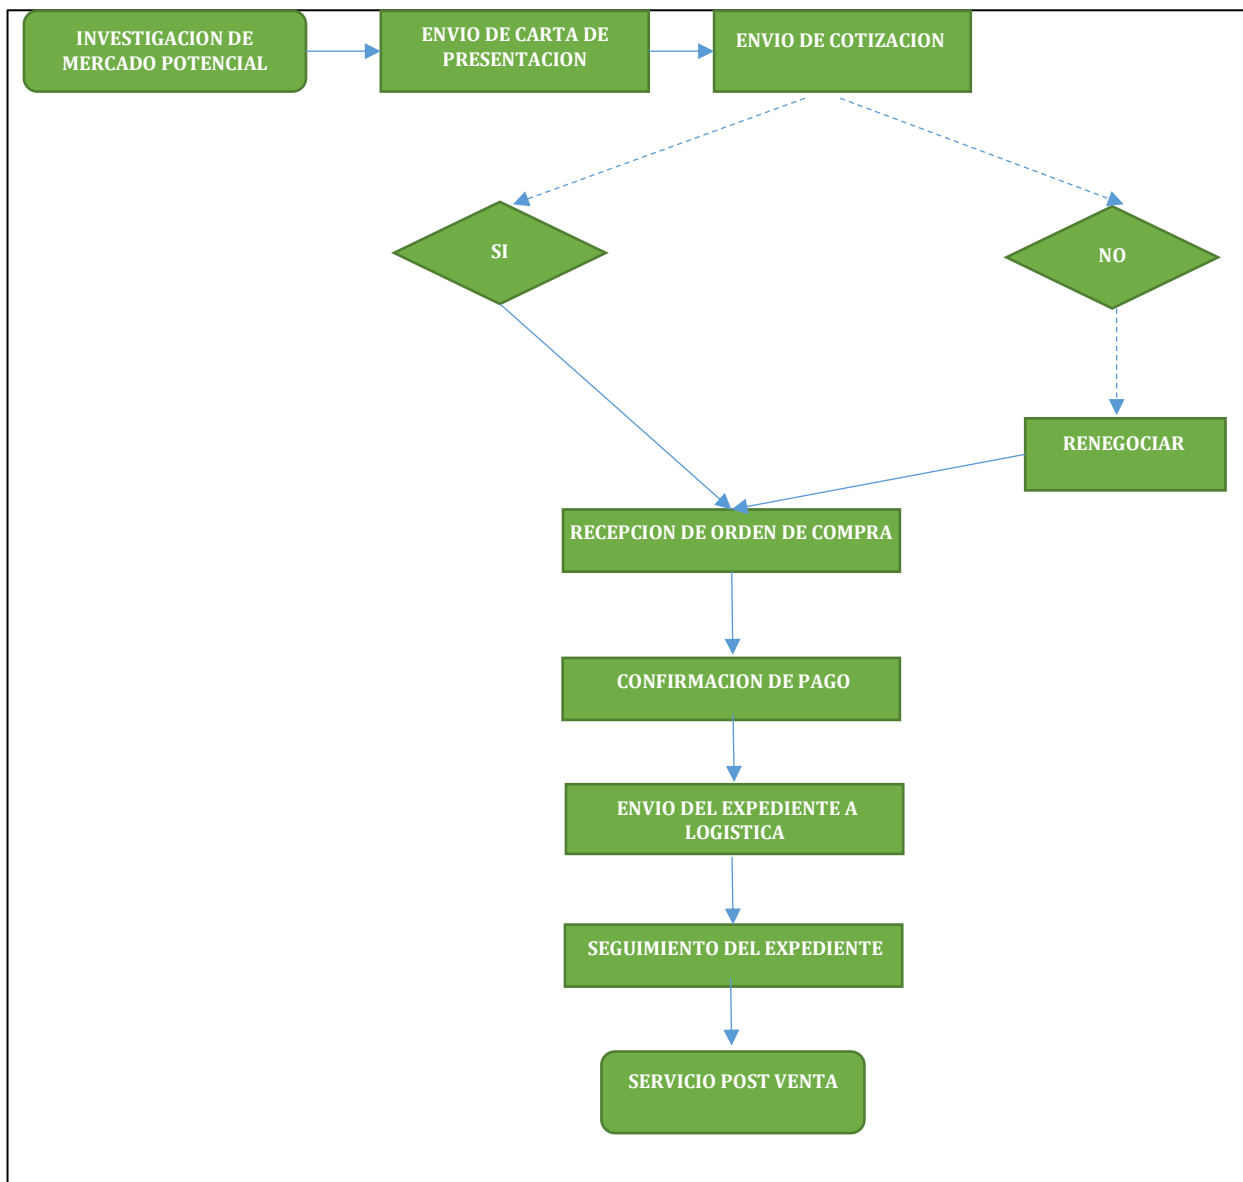 INVESTIGACION DE
MERCADO POTENCIAL
ENVIO DE CARTA DE
PRESENTACION
ENVIO DE COTIZACION
SI
NO
RENEGOCIAR
RECEPCION DE ORDEN DE COMPRA
CONFIRMACION DE PAGO
ENVIO DEL EXPEDIENTE A
LOGISTICA
SEGUIMIENTO DEL EXPEDIENTE
SERVICIO POST VENTA